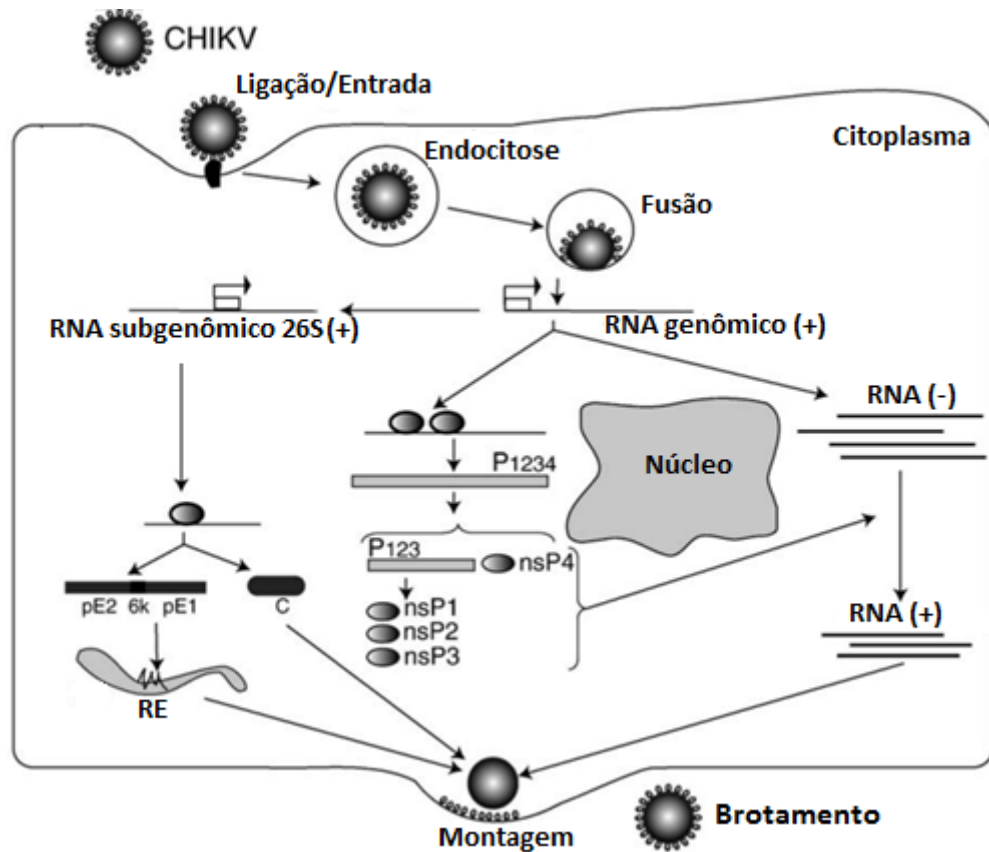 CHIKV
Ligação/Entrada
Citoplasma
Endocitose
Fusão
RNA subgenômico 26S(+)
RNA genômico (+)
RNA (-)
P1234
Núcleo
P123
nsP4
pE2 6k pE1
C
nsP1
nsP2
nsP3
RNA (+)
RE
Montagem
Brotamento